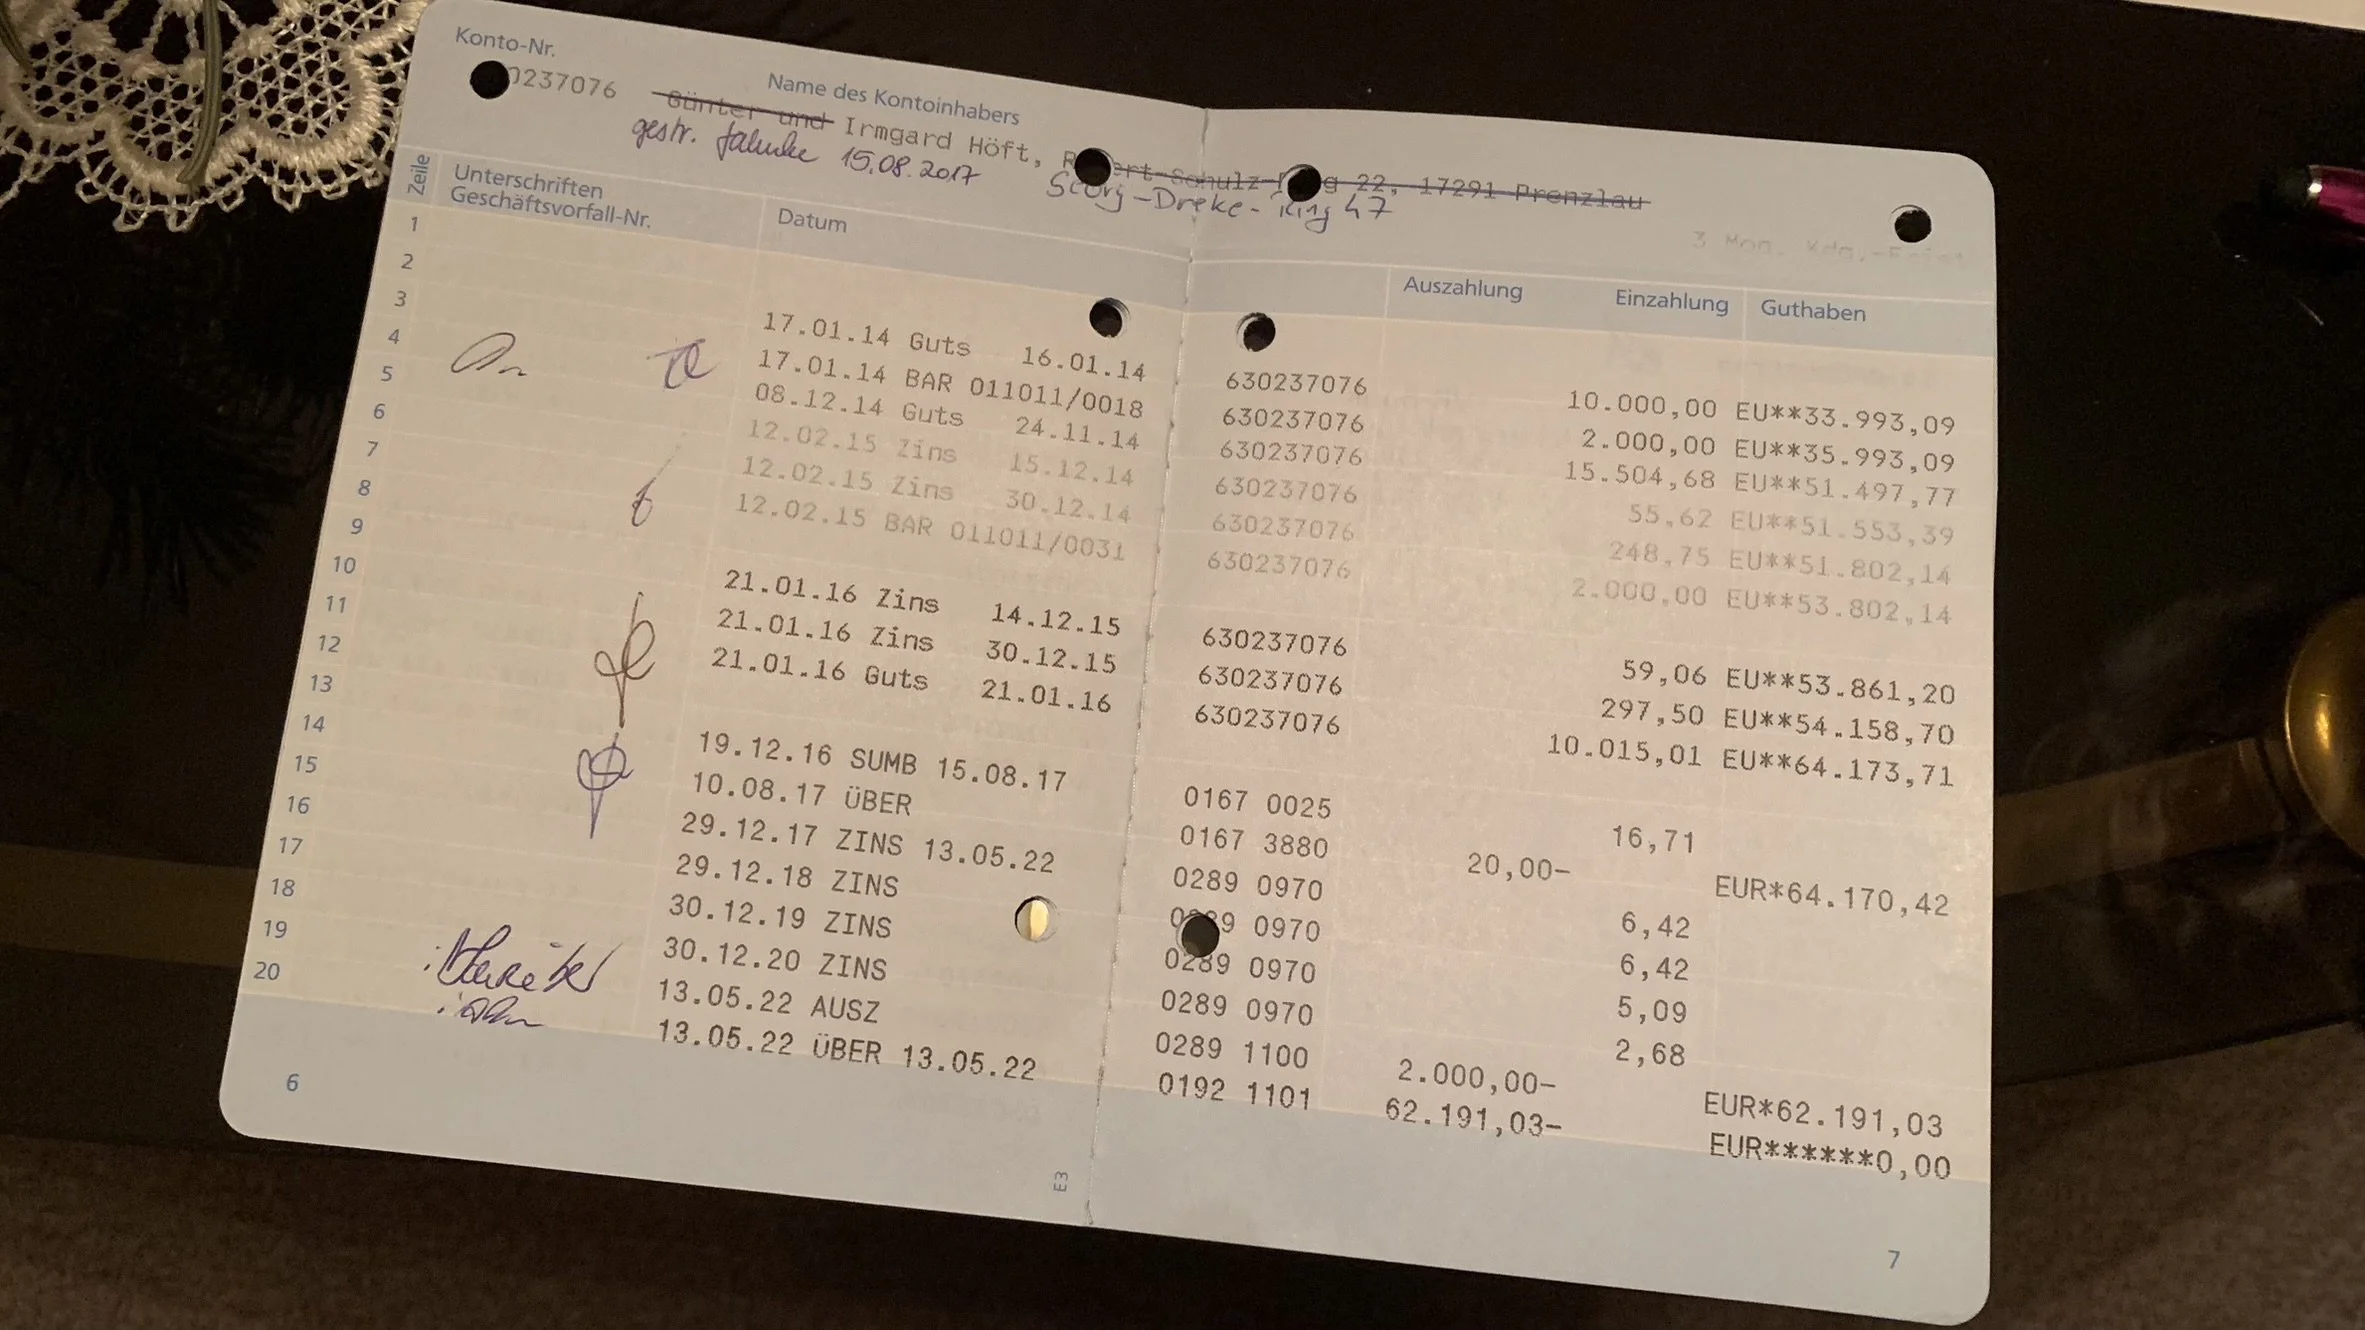 Konto-Nr.
0237076
Name des Kontoinhabers
Günter und Irmgard Höft, R ert-Schulz-R g 22, 17291 Prenzlau
gestr. Jahnke 15.08.2017
Georg-Dreke-Ring 47
3 Mon. Kdg.-Frist
Zeile Unterschriften Geschäftsvorfall-Nr. Datum Auszahlung Einzahlung Guthaben
1
2
3
4
5
6
7
8
9
10
11
12
13
14
15
16
17
18
19
20
17.01.14 Guts 16.01.14 630237076 10.000,00 EU**33.993,09
17.01.14 BAR 011011/0018 630237076 2.000,00 EU**35.993,09
08.12.14 Guts 24.11.14 630237076 15.504,68 EU**51.497,77
12.02.15 Zins 15.12.14 630237076 55,62 EU**51.553,39
12.02.15 Zins 30.12.14 630237076 248,75 EU**51.802,14
12.02.15 BAR 011011/0031 630237076 2.000,00 EU**53.802,14
21.01.16 Zins 14.12.15 630237076 59,06 EU**53.861,20
21.01.16 Zins 30.12.15 630237076 297,50 EU**54.158,70
21.01.16 Guts 21.01.16 630237076 10.015,01 EU**64.173,71
19.12.16 SUMB 15.08.17 0167 0025 16,71
10.08.17 ÜBER 0167 3880 20,00- EUR*64.170,42
29.12.17 ZINS 13.05.22 0289 0970 6,42
29.12.18 ZINS 0289 0970 6,42
30.12.19 ZINS 0289 0970 5,09
30.12.20 ZINS 0289 0970 2,68
13.05.22 AUSZ 0289 1100 2.000,00- EUR*62.191,03
13.05.22 ÜBER 13.05.22 0192 1101 62.191,03- EUR******0,00
6
E3
7